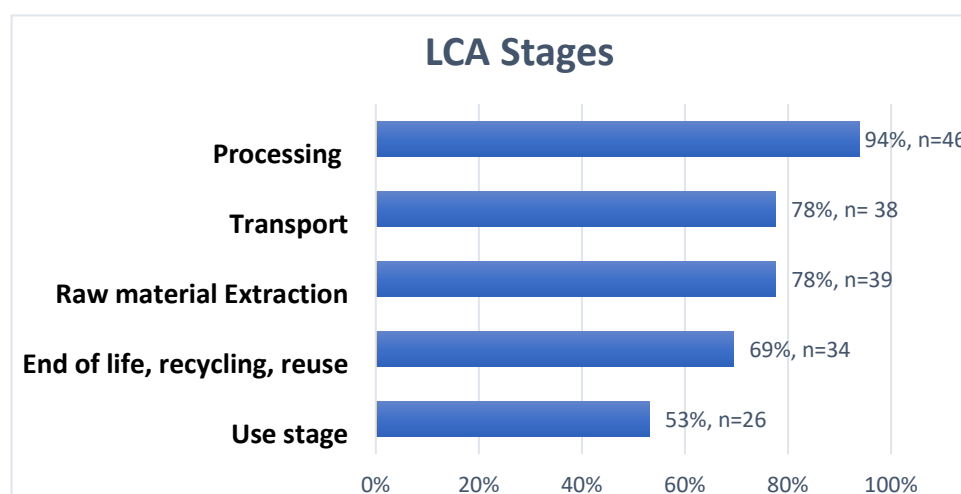 LCA Stages
Processing 94%, n=46
Transport 78%, n= 38
Raw material Extraction 78%, n=39
End of life, recycling, reuse 69%, n=34
Use stage 53%, n=26
0% 20% 40% 60% 80% 100%